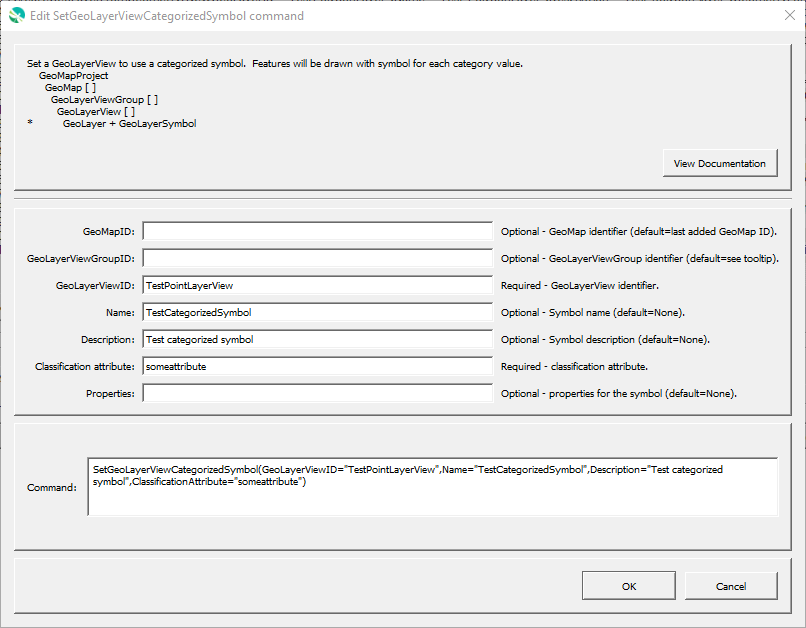 Edit SetGeoLayerViewCategorizedSymbol command
Set a GeoLayerView to use a categorized symbol.  Features will be drawn with symbol for each category value.
GeoMapProject
GeoMap [ ]
GeoLayerViewGroup [ ]
GeoLayerView [ ]
* GeoLayer + GeoLayerSymbol
View Documentation
GeoMapID: Optional - GeoMap identifier (default=last added GeoMap ID).
GeoLayerViewGroupID: Optional - GeoLayerViewGroup identifier (default=see tooltip).
GeoLayerViewID: TestPointLayerView Required - GeoLayerView identifier.
Name: TestCategorizedSymbol Optional - Symbol name (default=None).
Description: Test categorized symbol Optional - Symbol description (default=None).
Classification attribute: someattribute Required - classification attribute.
Properties: Optional - properties for the symbol (default=None).
SetGeoLayerViewCategorizedSymbol(GeoLayerViewID="TestPointLayerView",Name="TestCategorizedSymbol",Description="Test categorized
symbol",ClassificationAttribute="someattribute")
Command:
OK Cancel